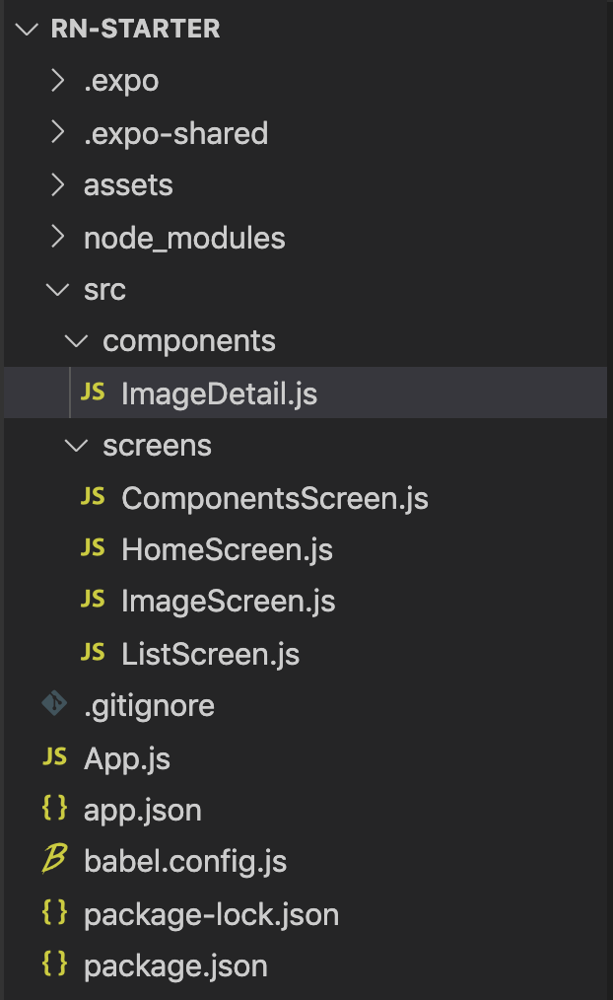 RN-STARTER
.expo
.expo-shared
assets
node_modules
src
components
JS ImageDetail.js
screens
JS ComponentsScreen.js
JS HomeScreen.js
JS ImageScreen.js
JS ListScreen.js
.gitignore
JS App.js
{} app.json
B babel.config.js
{} package-lock.json
{} package.json